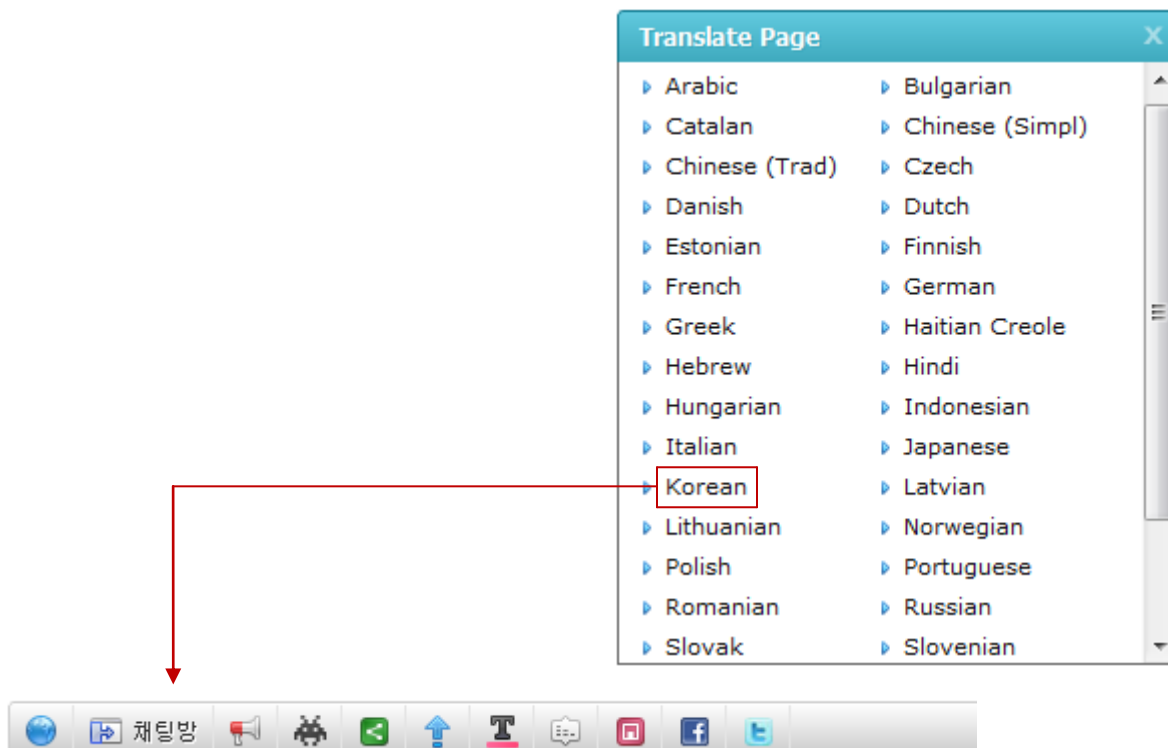 Translate Page X
Arabic Bulgarian
Catalan Chinese (Simpl)
Chinese (Trad) Czech
Danish Dutch
Estonian Finnish
French German
Greek Haitian Creole
Hebrew Hindi
Hungarian Indonesian
Italian Japanese
Korean Latvian
Lithuanian Norwegian
Polish Portuguese
Romanian Russian
Slovak Slovenian
채팅방 T f t